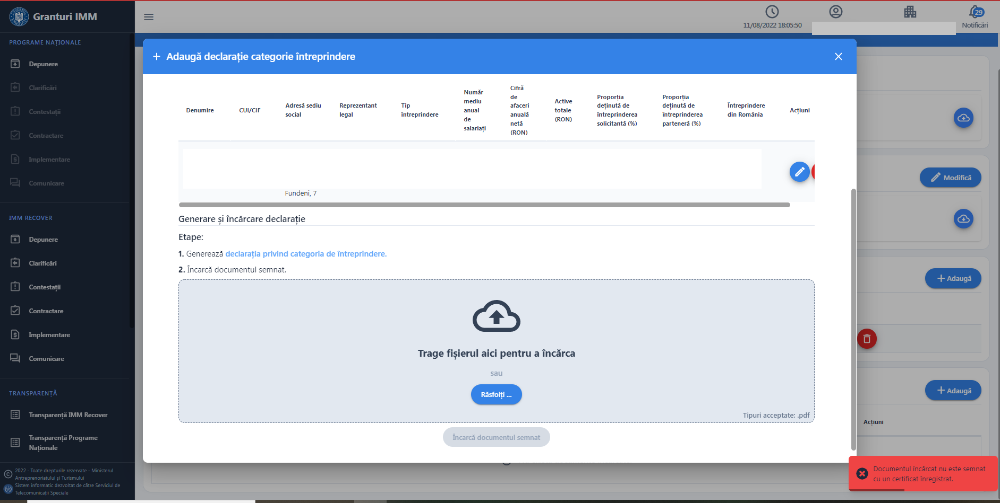 Granturi IMM
11/08/2022 18:05:50
29
Notificări
PROGRAME NAȚIONALE
Depunere
Clarificări
Contestații
Contractare
Implementare
Comunicare
IMM RECOVER
Depunere
Clarificări
Contestații
Contractare
Implementare
Comunicare
TRANSPARENȚĂ
Transparență IMM Recover
Transparență Programe
Naționale
2022 - Toate drepturile rezervate - Ministerul
Antreprenoriatului și Turismului
Sistem informatic dezvoltat de către Serviciul de
Telecomunicații Speciale
+ Adaugă declarație categorie întreprindere
Denumire
CUI/CIF
Adresă sediu
social
Reprezentant
legal
Tip
întreprindere
Număr
mediu
anual
de
salariați
Cifră
de
afaceri
anuală
netă
(RON)
Active
totale
(RON)
Proporția
deținută de
întreprinderea
solicitantă (%)
Proporția
deținută de
întreprinderea
parteneră (%)
Întreprindere
din România
Acțiuni
Fundeni, 7
Generare și încărcare declarație
Etape:
1. Generează declarația privind categoria de întreprindere.
2. Încarcă documentul semnat.
Trage fișierul aici pentru a încărca
sau
Răsfoiți ...
Tipuri acceptate: .pdf
Încarcă documentul semnat
Modifică
+ Adaugă
+ Adaugă
Acțiuni
Documentul încărcat nu este semnat
cu un certificat înregistrat.